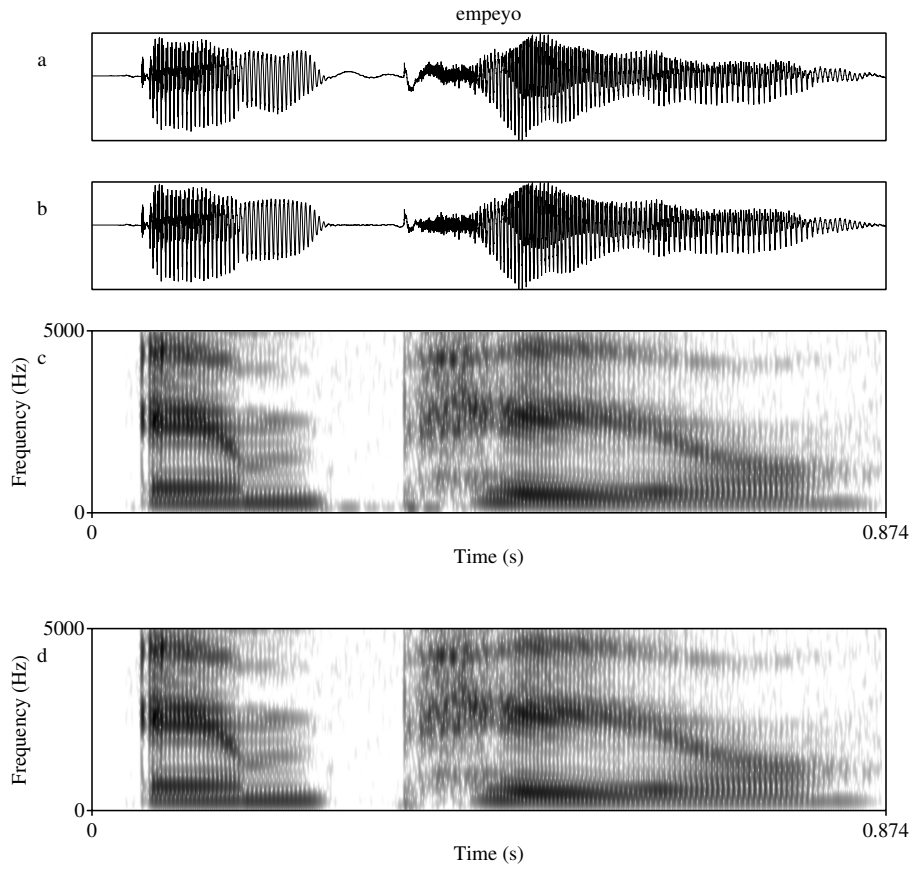 empeyo
a
b
5000
c
Frequency (Hz)
0
0
0.874
Time (s)
5000
d
Frequency (Hz)
0
0
0.874
Time (s)